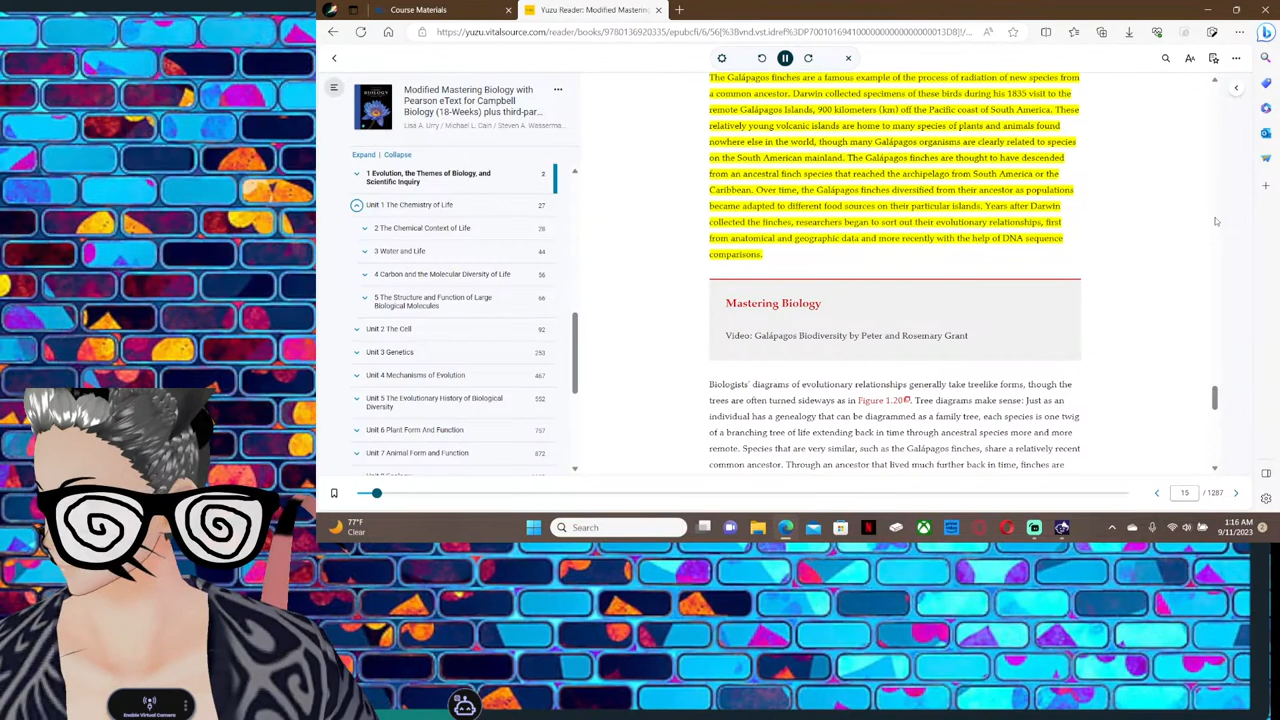 Course Materials
Yuzu Reader: Modified Mastering
https://yuzu.vitalsource.com/reader/books/9780136920335/epubcfi/6/56[%3Bvnd.vst.idref%3DP7001016941000000000000000000013D8]!/...
Modified Mastering Biology with
Pearson eText for Campbell
Biology (18-Weeks) plus third-par...
Lisa A. Urry / Michael L. Cain / Steven A. Wasserma...
Expand | Collapse
1 Evolution, the Themes of Biology, and
Scientific Inquiry 2
Unit 1 The Chemistry of Life 27
2 The Chemical Context of Life 28
3 Water and Life 44
4 Carbon and the Molecular Diversity of Life 56
5 The Structure and Function of Large
Biological Molecules 66
Unit 2 The Cell 92
Unit 3 Genetics 253
Unit 4 Mechanisms of Evolution 467
Unit 5 The Evolutionary History of Biological
Diversity 552
Unit 6 Plant Form And Function 757
Unit 7 Animal Form and Function 872
The Galápagos finches are a famous example of the process of radiation of new species from
a common ancestor. Darwin collected specimens of these birds during his 1835 visit to the
remote Galápagos Islands, 900 kilometers (km) off the Pacific coast of South America. These
relatively young volcanic islands are home to many species of plants and animals found
nowhere else in the world, though many Galápagos organisms are clearly related to species
on the South American mainland. The Galápagos finches are thought to have descended
from an ancestral finch species that reached the archipelago from South America or the
Caribbean. Over time, the Galápagos finches diversified from their ancestor as populations
became adapted to different food sources on their particular islands. Years after Darwin
collected the finches, researchers began to sort out their evolutionary relationships, first
from anatomical and geographic data and more recently with the help of DNA sequence
comparisons.
Mastering Biology
Video: Galápagos Biodiversity by Peter and Rosemary Grant
Biologists' diagrams of evolutionary relationships generally take treelike forms, though the
trees are often turned sideways as in Figure 1.20. Tree diagrams make sense: Just as an
individual has a genealogy that can be diagrammed as a family tree, each species is one twig
of a branching tree of life extending back in time through ancestral species more and more
remote. Species that are very similar, such as the Galápagos finches, share a relatively recent
common ancestor. Through an ancestor that lived much further back in time, finches are
15 / 1287
77°F
Clear
Search
1:16 AM
9/11/2023
Enable Virtual Camera